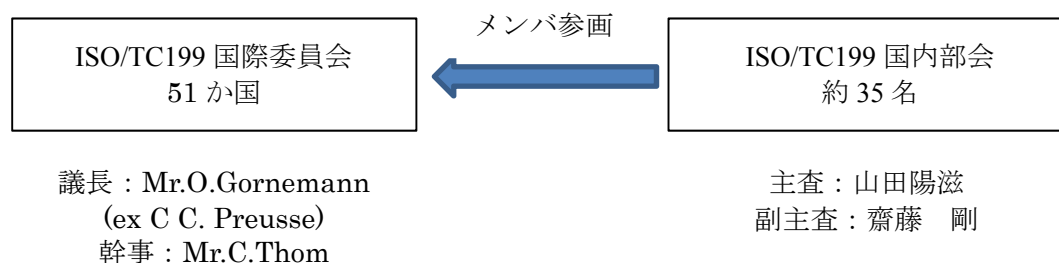 メンバ参画
ISO/TC199 国際委員会
51 か国
ISO/TC199 国内部会
約 35 名
議長：Mr.O.Gornemann
(ex C C. Preusse)
幹事：Mr.C.Thom
主査：山田陽滋
副主査：齋藤　剛